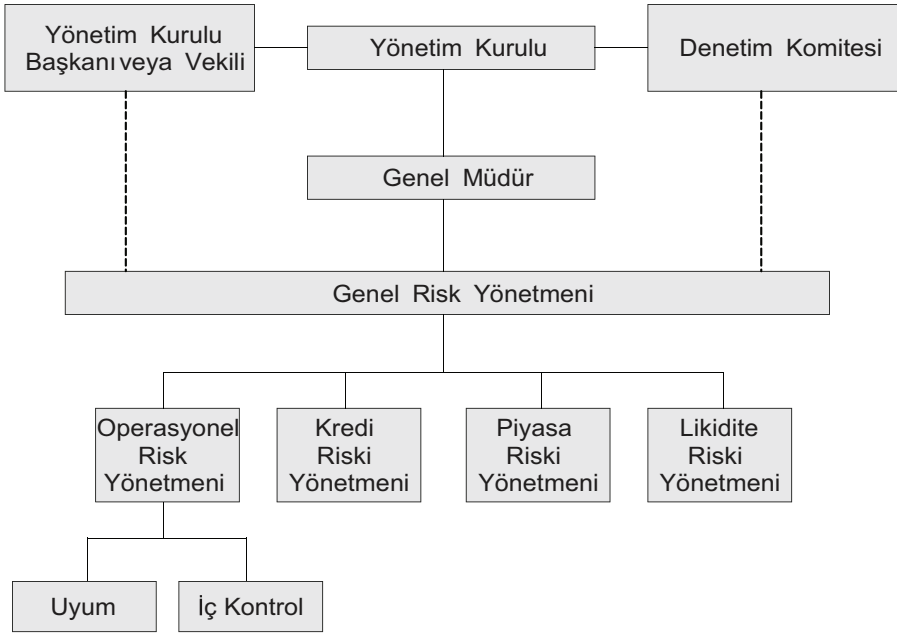 Yönetim Kurulu
Başkanı veya Vekili
Yönetim Kurulu
Denetim Komitesi
Genel Müdür
Genel Risk Yönetmeni
Operasyonel
Risk
Yönetmeni
Kredi
Riski
Yönetmeni
Piyasa
Riski
Yönetmeni
Likidite
Riski
Yönetmeni
Uyum
İç Kontrol